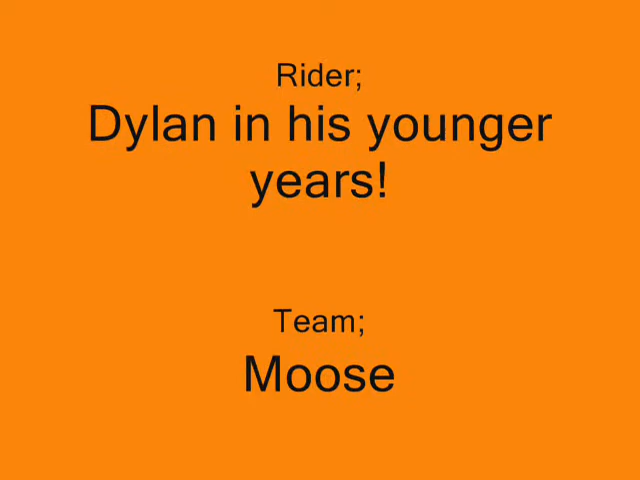 Rider;
Dylan in his younger
years!
Team;
Moose